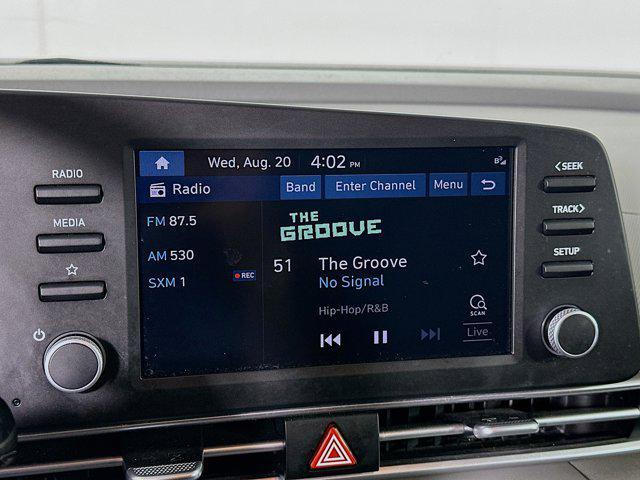 RADIO
MEDIA
Wed, Aug. 20 4:02 PM
Radio Band Enter Channel Menu
FM 87.5
AM 530
SXM 1 REC
THE
GROOVE
51 The Groove
No Signal
Hip-Hop/R&B
SCAN
Live
<SEEK
TRACK>
SETUP